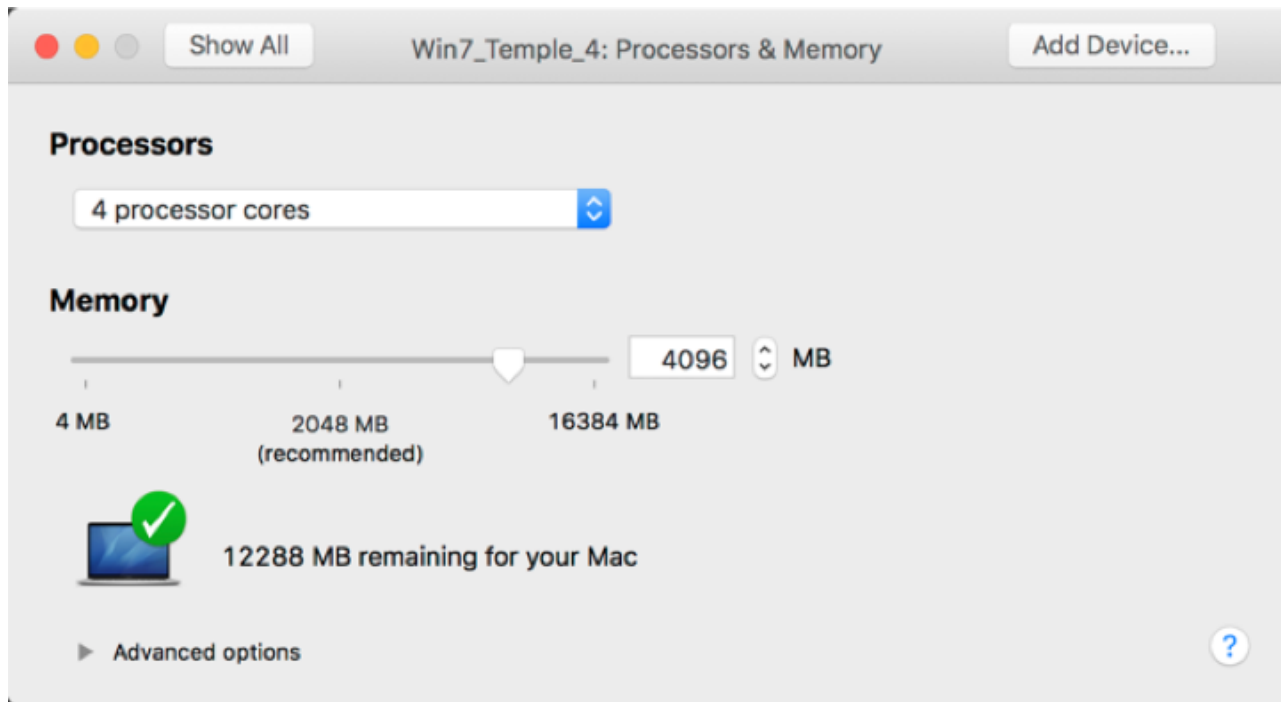 Show All
Win7_Temple_4: Processors & Memory
Add Device...
Processors
4 processor cores
Memory
4096 MB
4 MB
2048 MB
(recommended)
16384 MB
12288 MB remaining for your Mac
Advanced options
?